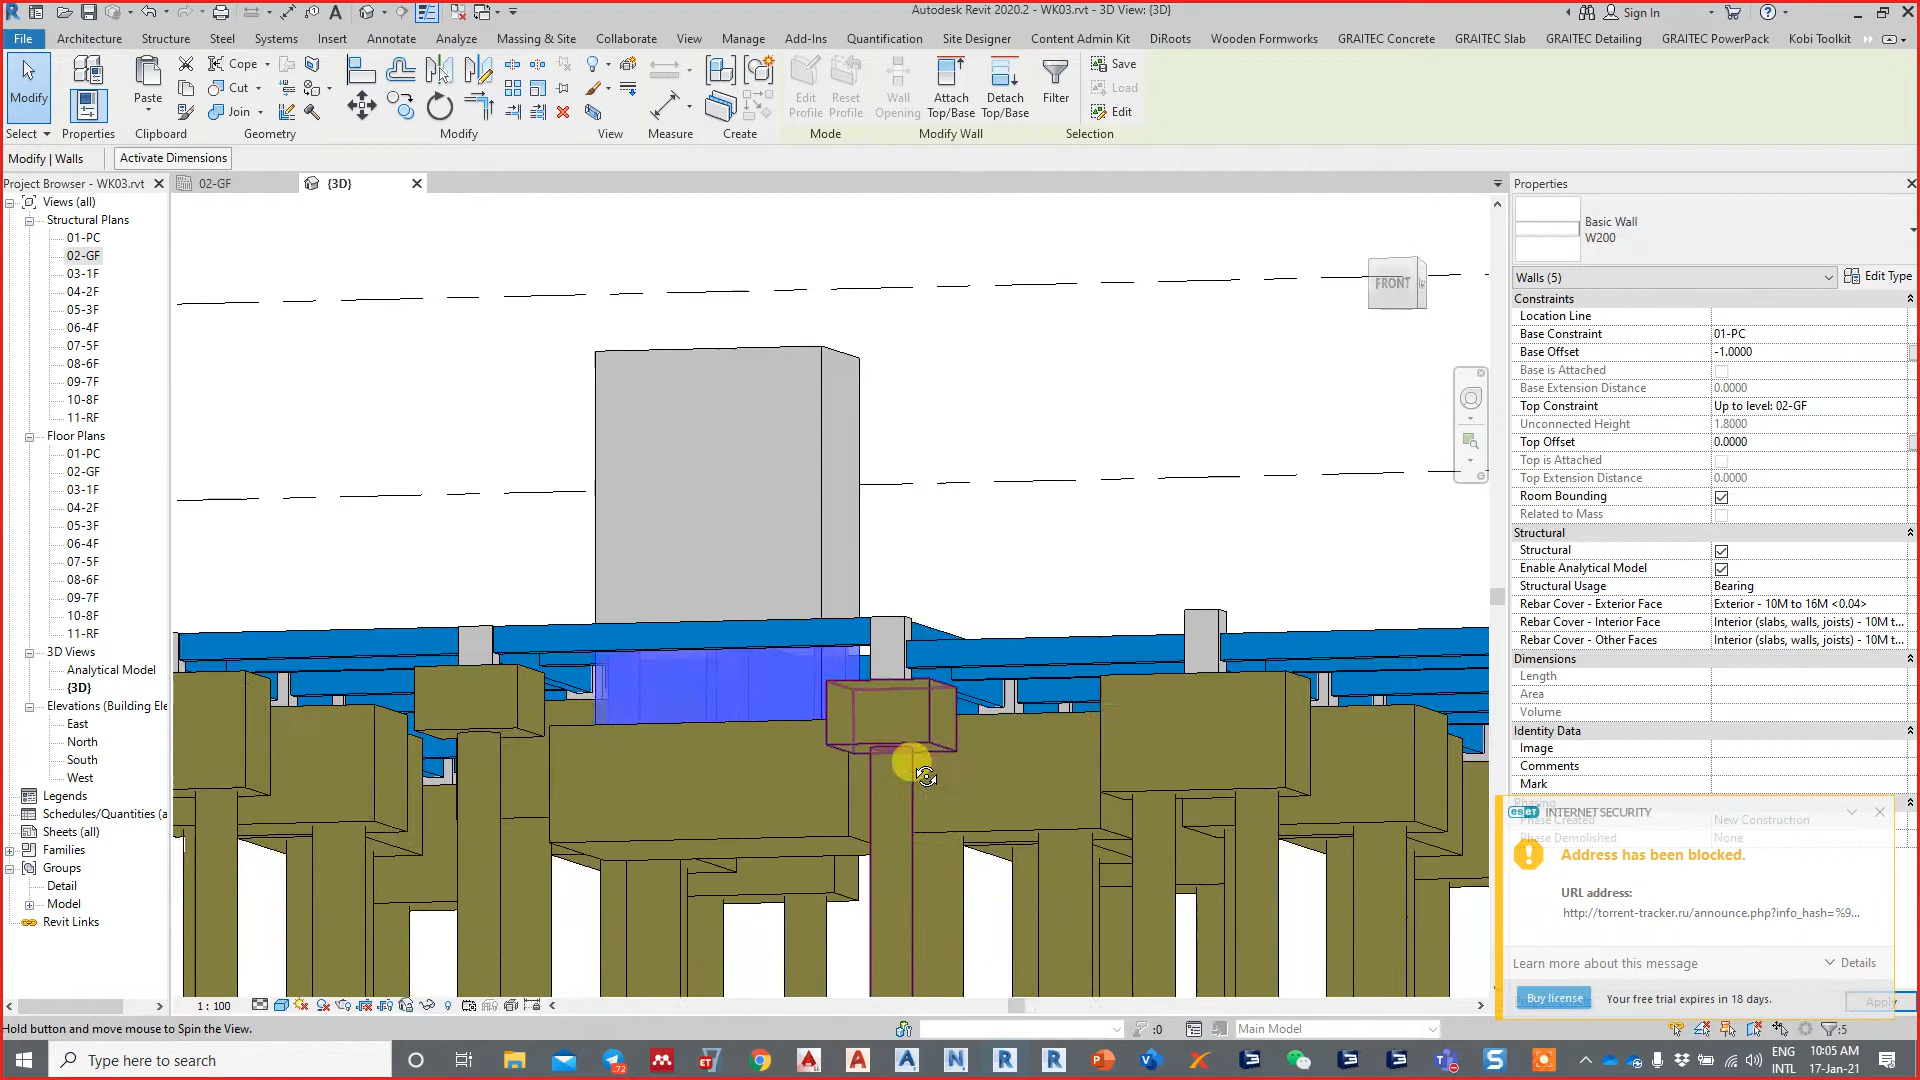 Autodesk Revit 2020.2 - WK03.rvt - 3D View: {3D}
Sign In
File
Architecture
Structure
Steel
Systems
Insert
Annotate
Analyze
Massing & Site
Collaborate
View
Manage
Add-Ins
Quantification
Site Designer
Content Admin Kit
DiRoots
Wooden Formworks
GRAITEC Concrete
GRAITEC Slab
GRAITEC Detailing
GRAITEC PowerPack
Kobi Toolkit
Modify
Paste
Cope
Cut
Join
Edit Profile
Reset Profile
Wall Opening
Attach Top/Base
Detach Top/Base
Filter
Save
Load
Edit
Select
Properties
Clipboard
Geometry
Modify
View
Measure
Create
Mode
Modify Wall
Selection
Modify | Walls
Activate Dimensions
Project Browser - WK03.rvt
02-GF
{3D}
Views (all)
Structural Plans
01-PC
02-GF
03-1F
04-2F
05-3F
06-4F
07-5F
08-6F
09-7F
10-8F
11-RF
Floor Plans
01-PC
02-GF
03-1F
04-2F
05-3F
06-4F
07-5F
08-6F
09-7F
10-8F
11-RF
3D Views
Analytical Model
{3D}
Elevations (Building Ele
East
North
South
West
Legends
Schedules/Quantities (a
Sheets (all)
Families
Groups
Detail
Model
Revit Links
FRONT
Properties
Basic Wall
W200
Walls (5)
Edit Type
Constraints
Location Line
Base Constraint 01-PC
Base Offset -1.0000
Base is Attached
Base Extension Distance 0.0000
Top Constraint Up to level: 02-GF
Unconnected Height 1.8000
Top Offset 0.0000
Top is Attached
Top Extension Distance 0.0000
Room Bounding
Related to Mass
Structural
Structural
Enable Analytical Model
Structural Usage Bearing
Rebar Cover - Exterior Face Exterior - 10M to 16M <0.04>
Rebar Cover - Interior Face Interior (slabs, walls, joists) - 10M t...
Rebar Cover - Other Faces Interior (slabs, walls, joists) - 10M t...
Dimensions
Length
Area
Volume
Identity Data
Image
Comments
Mark
Phasing
Phase Created New Construction
Phase Demolished None
eset INTERNET SECURITY
Address has been blocked.
URL address:
http://torrent-tracker.ru/announce.php?info_hash=%9...
Learn more about this message
Details
Buy license
Your free trial expires in 18 days.
Apply
1 : 100
Hold button and move mouse to Spin the View.
:0
Main Model
:5
Type here to search
72
ENG
INTL
10:05 AM
17-Jan-21